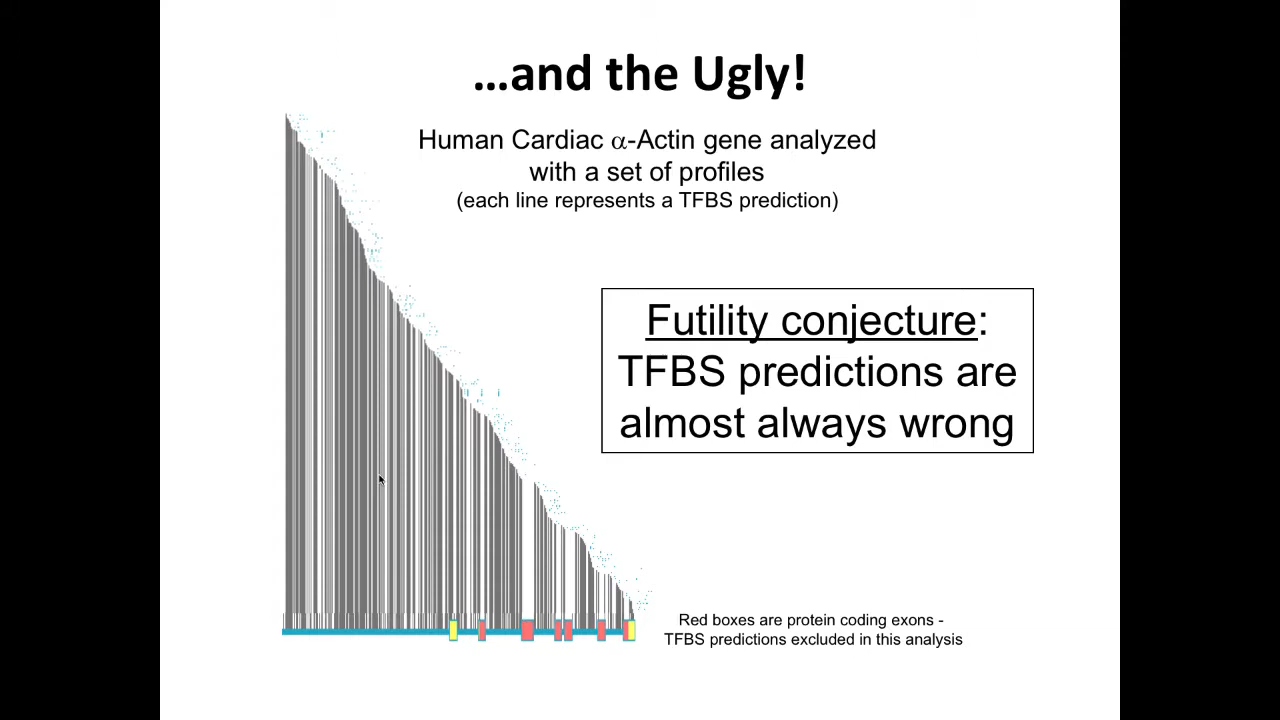 …and the Ugly!
Human Cardiac α-Actin gene analyzed
with a set of profiles
(each line represents a TFBS prediction)
Futility conjecture:
TFBS predictions are
almost always wrong
Red boxes are protein coding exons -
TFBS predictions excluded in this analysis